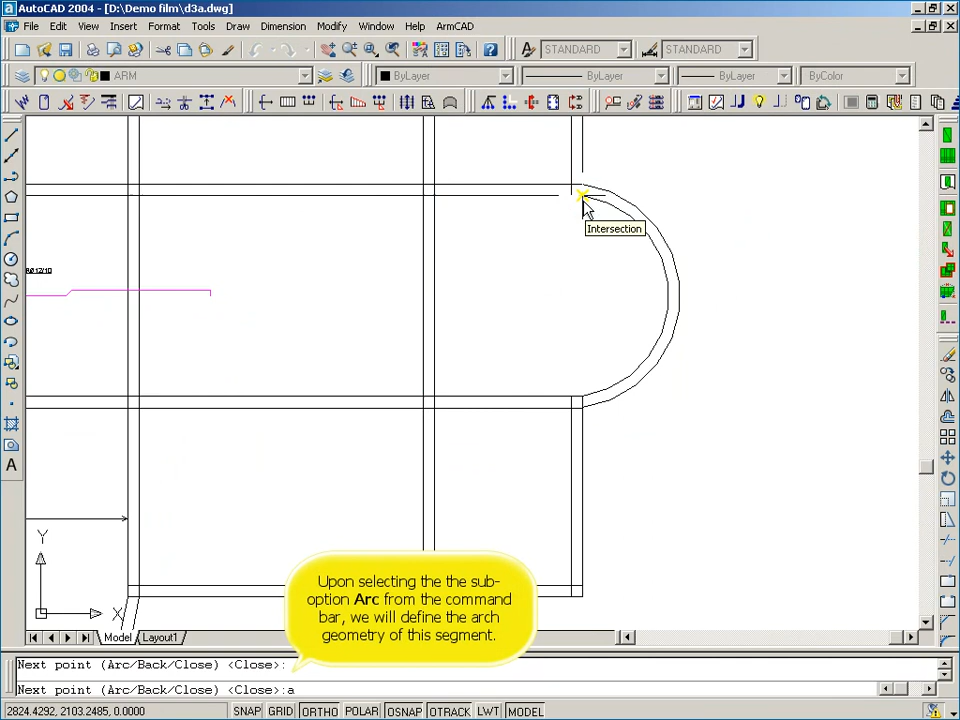 AutoCAD 2004 - [D:\Demo film\d3a.dwg]
File Edit View Insert Format Tools Draw Dimension Modify Window Help ArmCAD
STANDARD STANDARD
ARM ByLayer ByLayer ByLayer ByColor
Intersection
Y
X
Upon selecting the the sub-
option Arc from the command
bar, we will define the arch
geometry of this segment.
Model Layout1
Next point (Arc/Back/Close) <Close>:
Next point (Arc/Back/Close) <Close>:a
2824.4292, 2103.2485, 0.0000 SNAP GRID ORTHO POLAR OSNAP OTRACK LWT MODEL